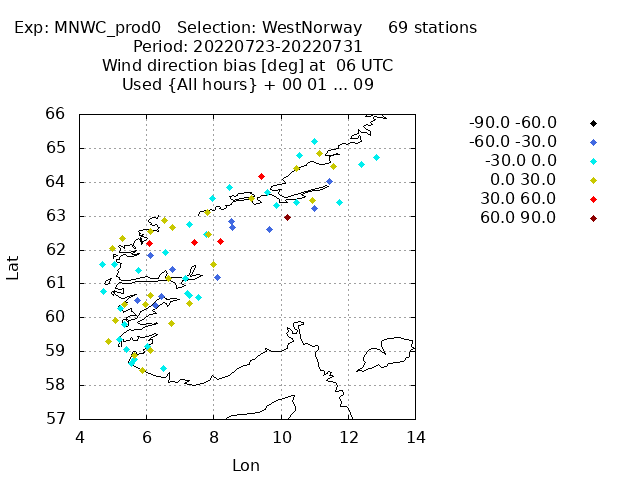 Exp: MNWC_prod0 Selection: WestNorway 69 stations
Period: 20220723-20220731
Wind direction bias [deg] at 06 UTC
Used {All hours} + 00 01 ... 09
66
65
64
63
62
61
60
59
58
57
4 6 8 10 12 14
Lat
Lon
-90.0 -60.0
-60.0 -30.0
-30.0 0.0
0.0 30.0
30.0 60.0
60.0 90.0